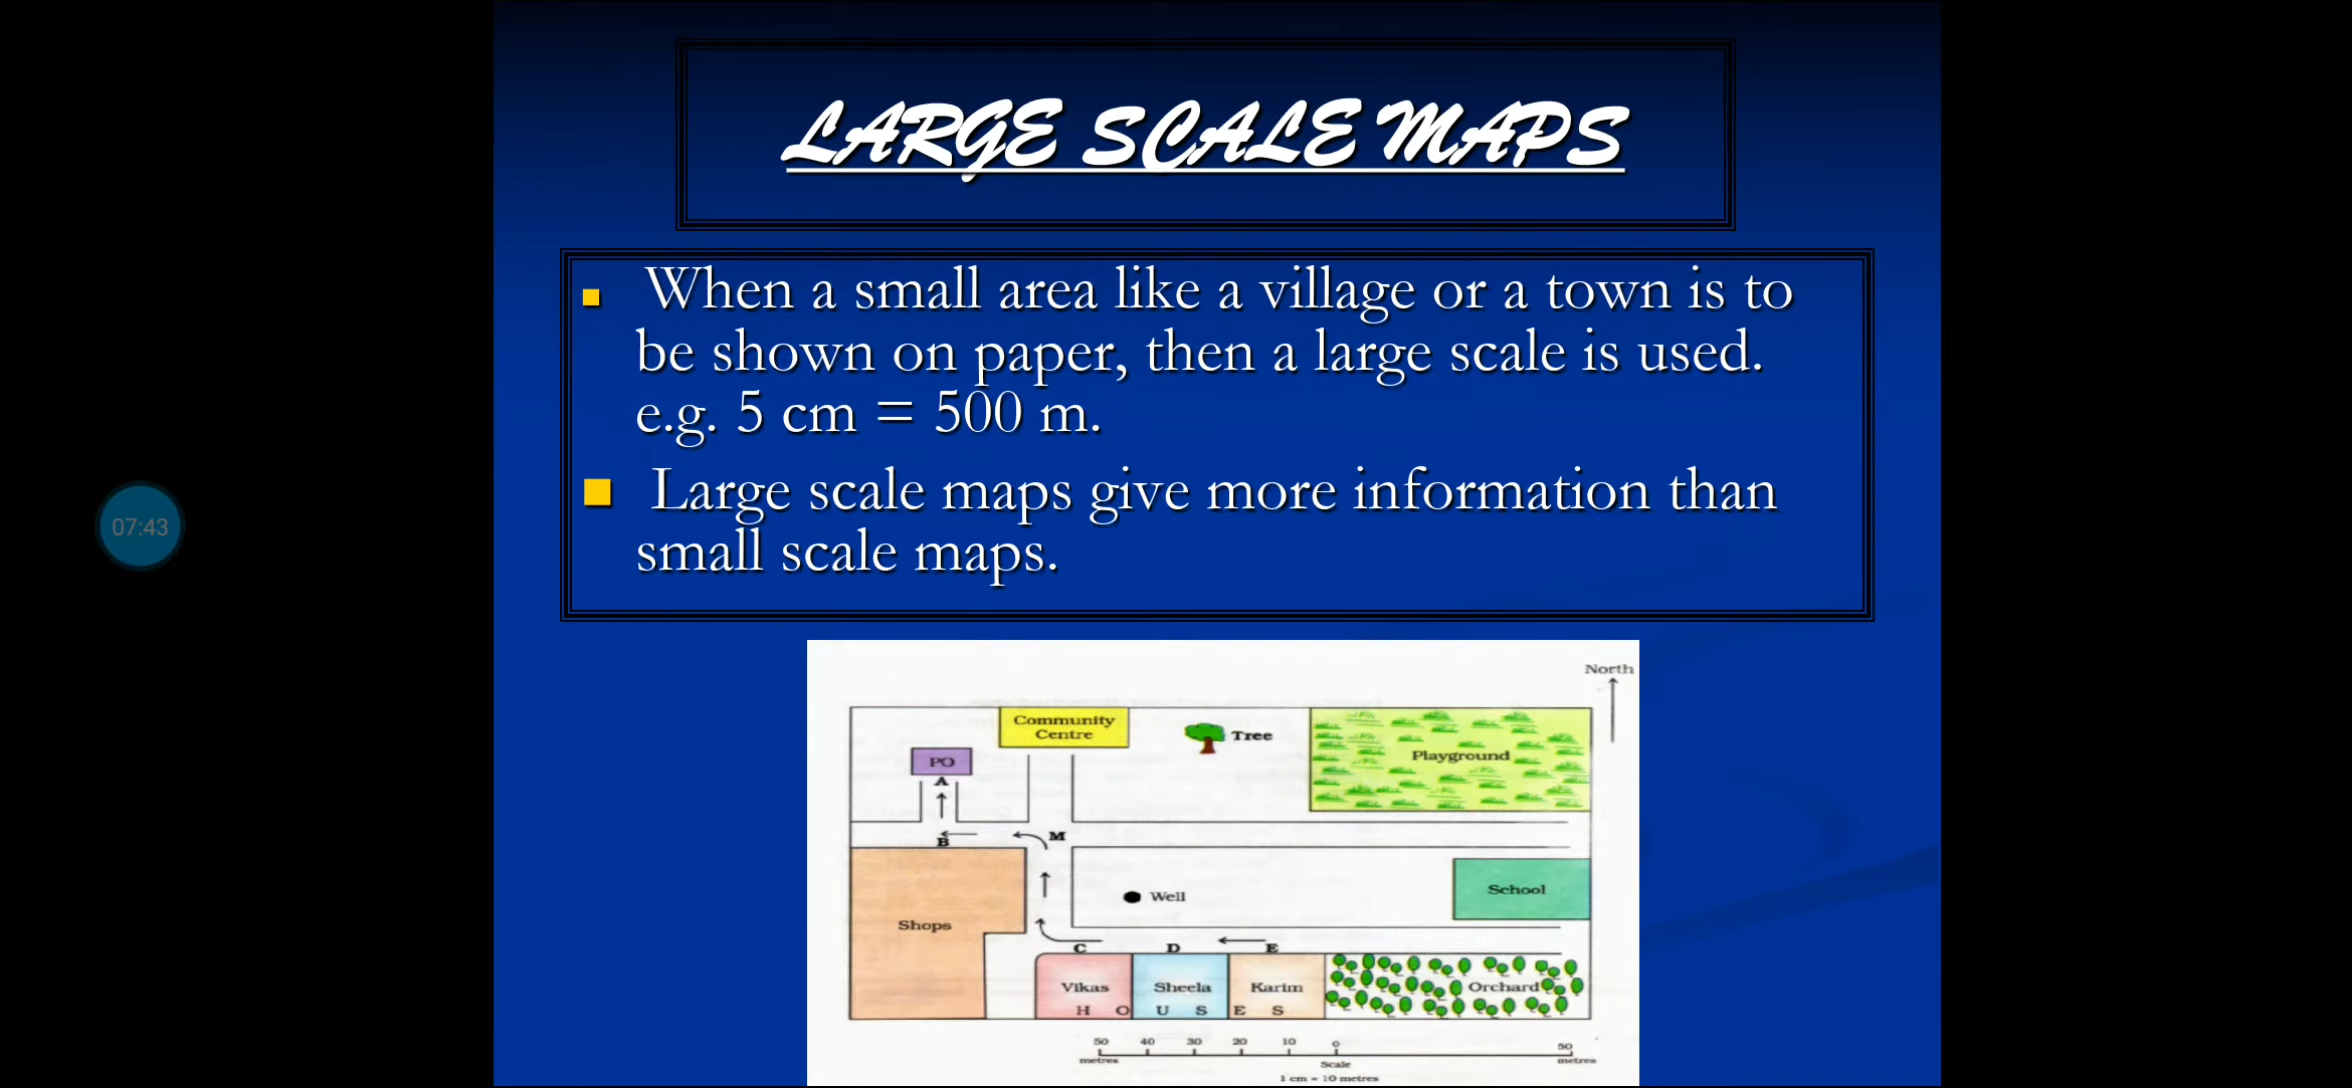 LARGE SCALE MAPS
When a small area like a village or a town is to
be shown on paper, then a large scale is used.
e.g. 5 cm = 500 m.
Large scale maps give more information than
small scale maps.
07:43
North
Community
Centre
Tree
Playground
PO
A
B
M
Well
School
Shops
C D E
Vikas Sheela Karim Orchard
H O U S E S
50 40 30 20 10 0 50
metres metres
Scale
1 cm = 10 metres